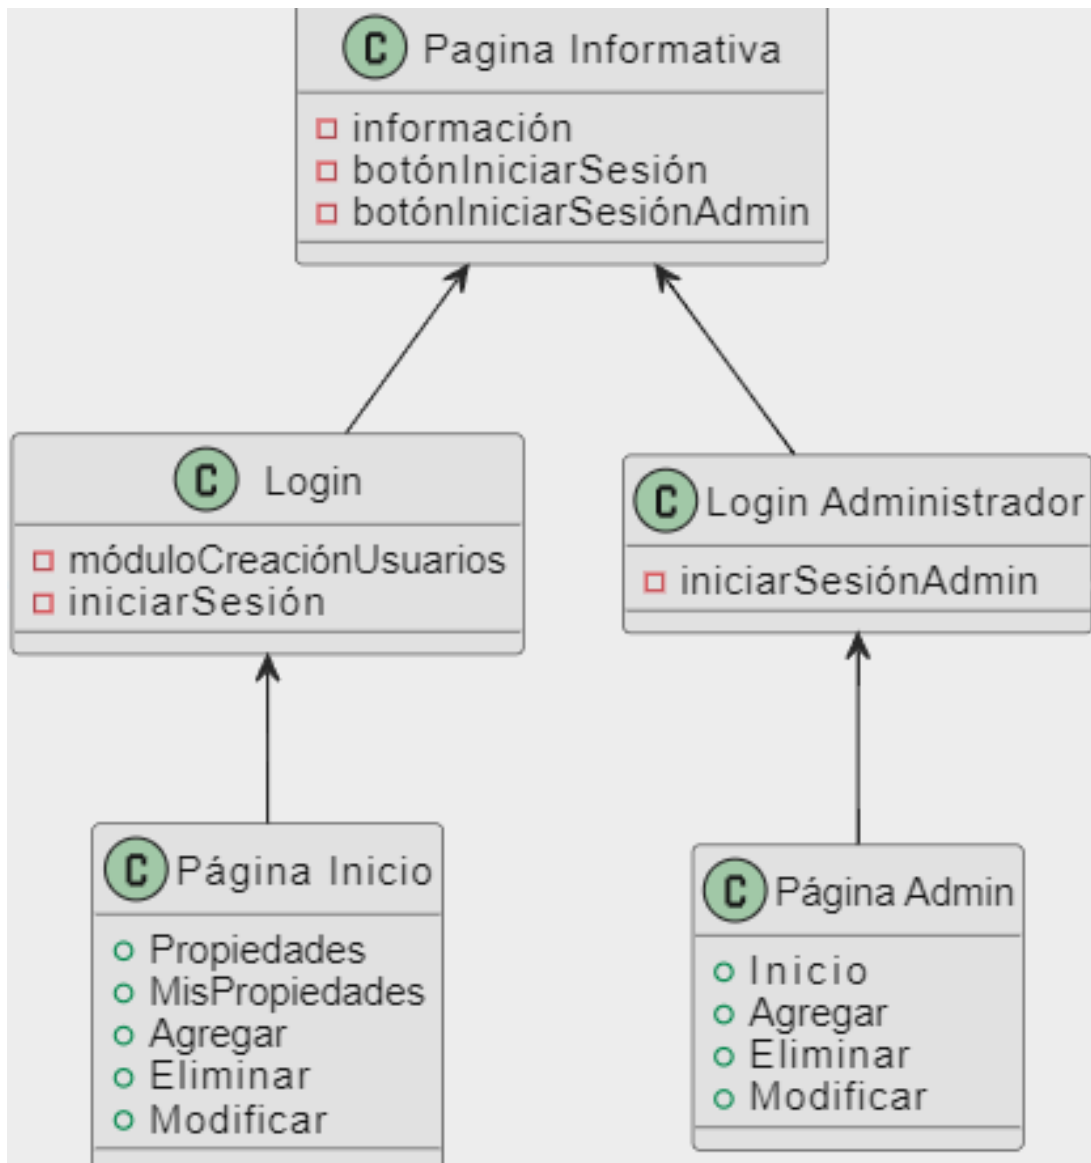 C Pagina Informativa
información
botónIniciarSesión
botónIniciarSesiónAdmin
C Login
móduloCreaciónUsuarios
iniciarSesión
C Login Administrador
iniciarSesiónAdmin
C Página Inicio
Propiedades
MisPropiedades
Agregar
Eliminar
Modificar
C Página Admin
Inicio
Agregar
Eliminar
Modificar